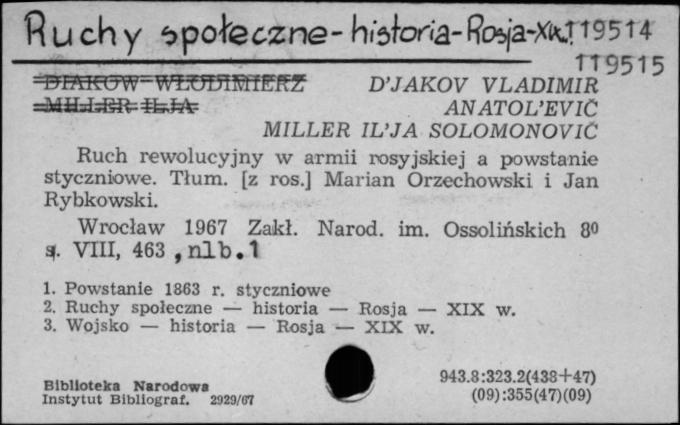 Ruchy społeczne-historia-Rosja-XIXw. 119514
119515
DIAKOW WŁODIMIERZ D'JAKOV VLADIMIR
MILLER ILJA ANATOL'EVIČ
MILLER IL'JA SOLOMONOVIČ
Ruch rewolucyjny w armii rosyjskiej a powstanie
styczniowe. Tłum. [z ros.] Marian Orzechowski i Jan
Rybkowski.
Wrocław 1967 Zakł. Narod. im. Ossolińskich 8⁰
s. VIII, 463, nlb. 1
1. Powstanie 1863 r. styczniowe
2. Ruchy społeczne — historia — Rosja — XIX w.
3. Wojsko — historia — Rosja — XIX w.
943.8:323.2(438+47)
Biblioteka Narodowa (09):355(47)(09)
Instytut Bibliograf. 2929/67